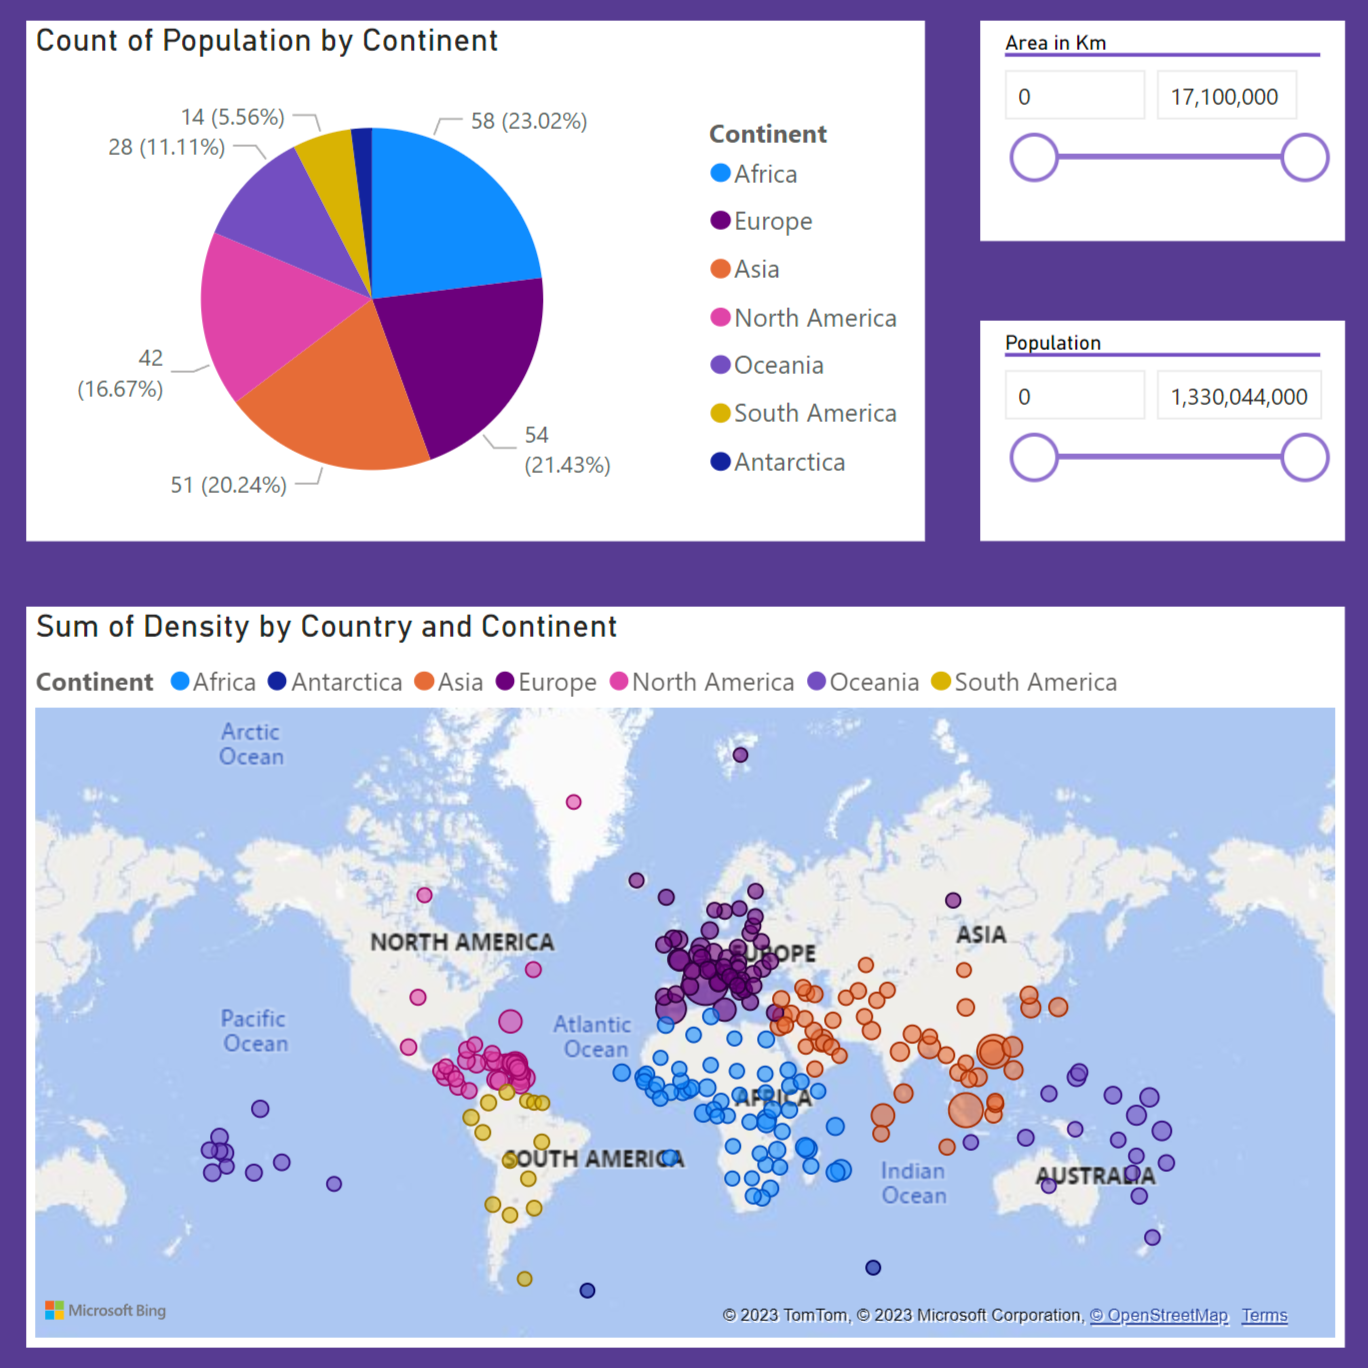 Count of Population by Continent
14 (5.56%)
28 (11.11%)
58 (23.02%)
42
(16.67%)
54
(21.43%)
51 (20.24%)
Continent
Africa
Europe
Asia
North America
Oceania
South America
Antarctica
Area in Km
0 17,100,000
Population
0 1,330,044,000
Sum of Density by Country and Continent
Continent Africa Antarctica Asia Europe North America Oceania South America
Arctic
Ocean
NORTH AMERICA
EUROPE
ASIA
Pacific
Ocean
Atlantic
Ocean
AFRICA
SOUTH AMERICA
Indian
Ocean
AUSTRALIA
Microsoft Bing
© 2023 TomTom, © 2023 Microsoft Corporation, © OpenStreetMap Terms